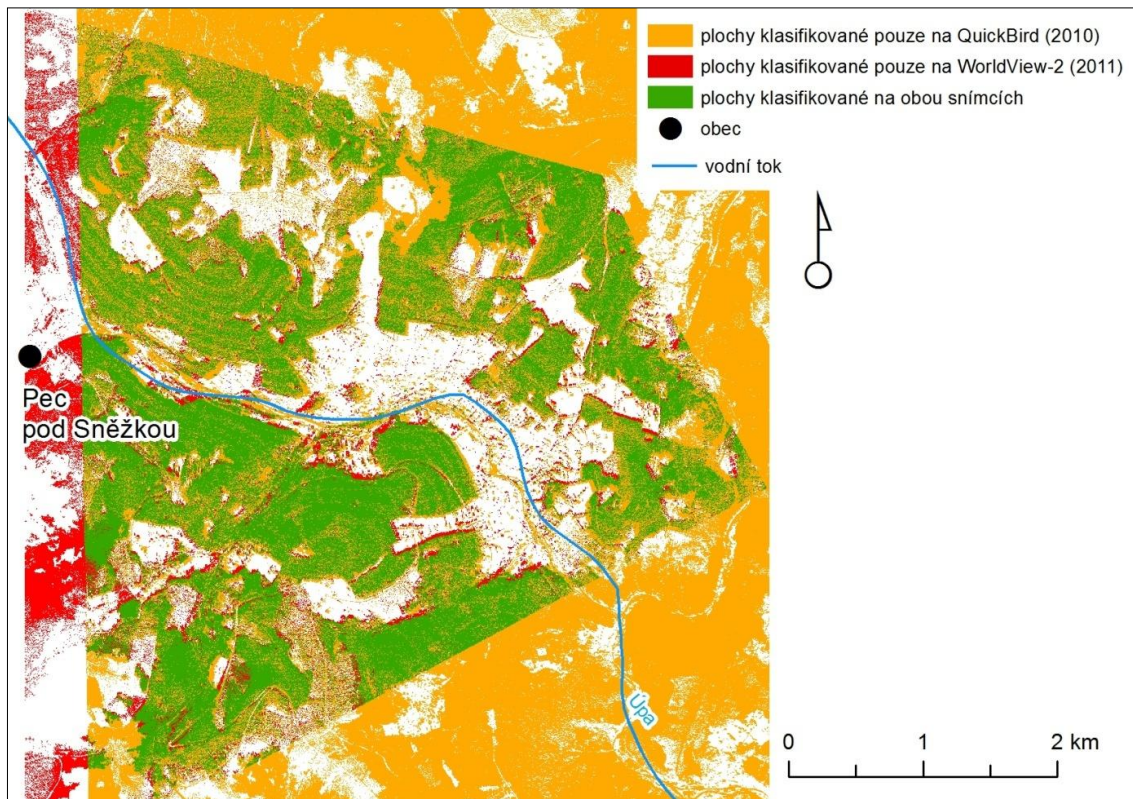 plochy klasifikované pouze na QuickBird (2010)
plochy klasifikované pouze na WorldView-2 (2011)
plochy klasifikované na obou snímcích
obec
vodní tok
Pec
pod Sněžkou
Úpa
0 1 2 km